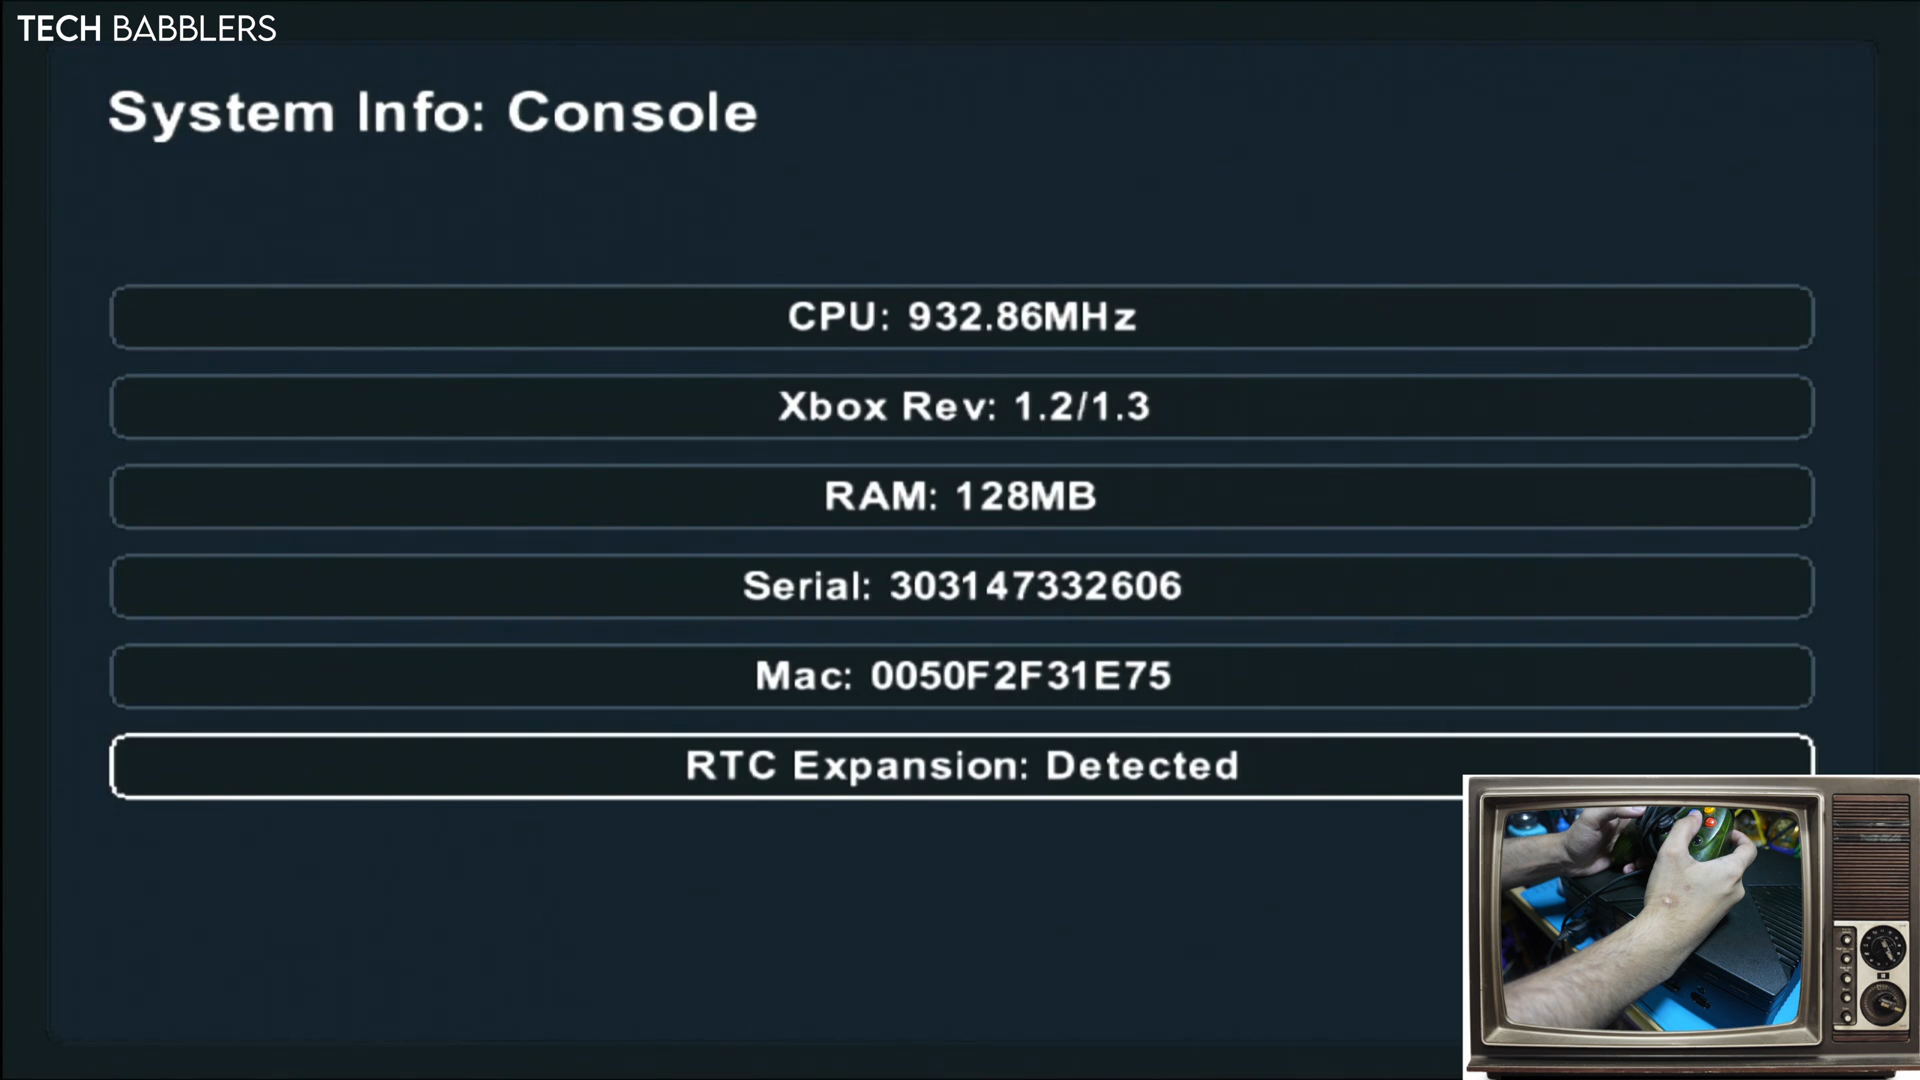 TECH BABBLERS
System Info: Console
CPU: 932.86MHz
Xbox Rev: 1.2/1.3
RAM: 128MB
Serial: 303147332606
Mac: 0050F2F31E75
RTC Expansion: Detected